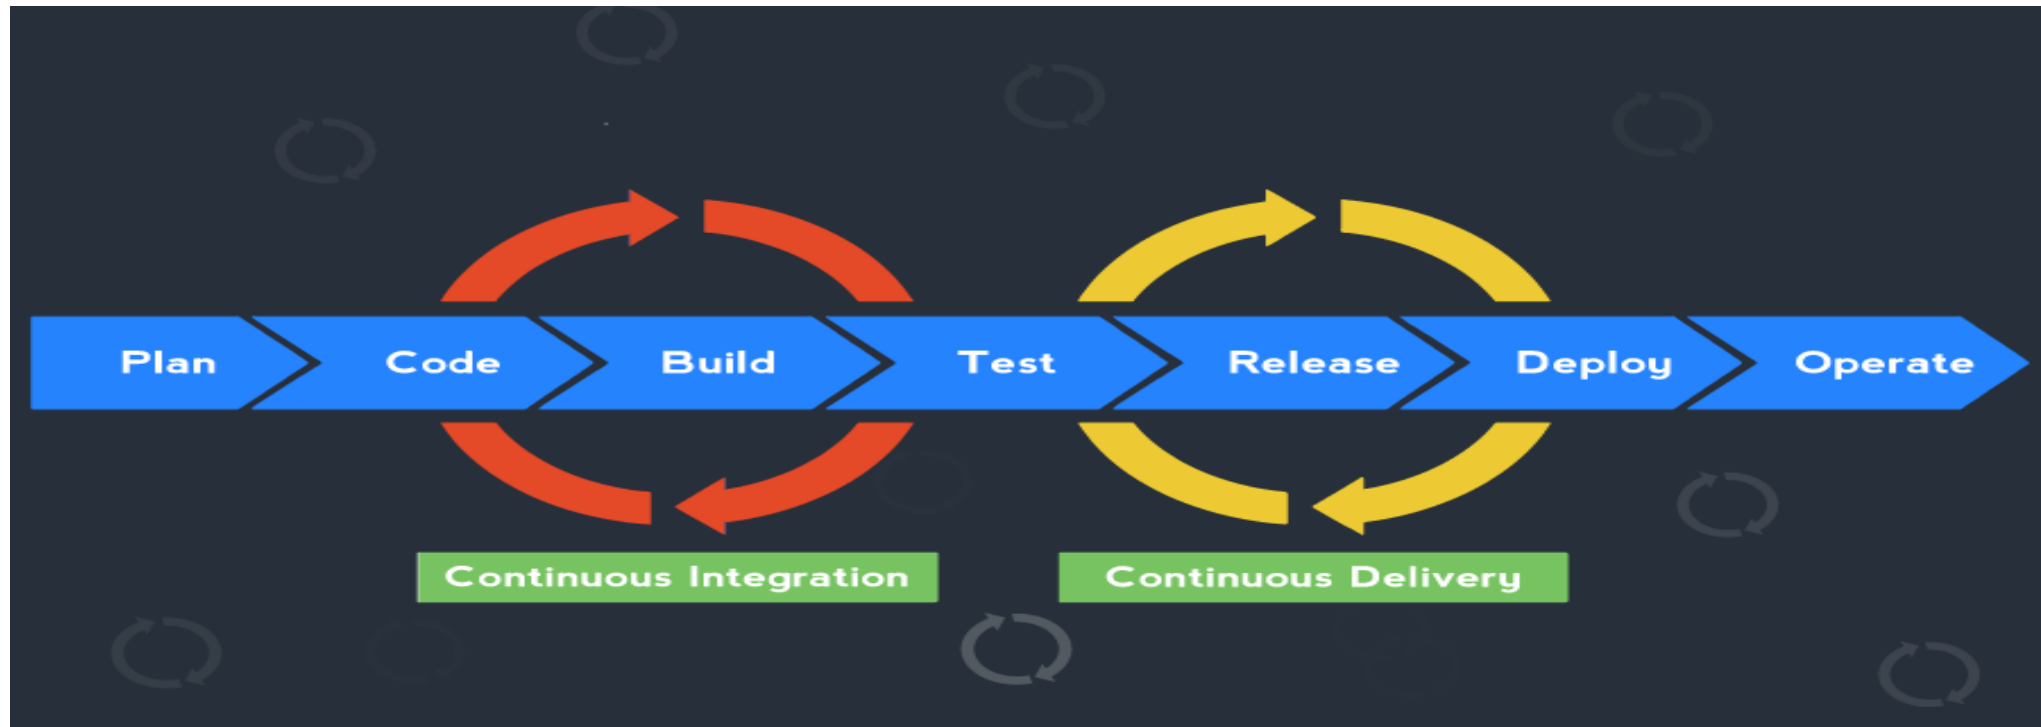 Plan Code Build Test Release Deploy Operate
Continuous Integration Continuous Delivery